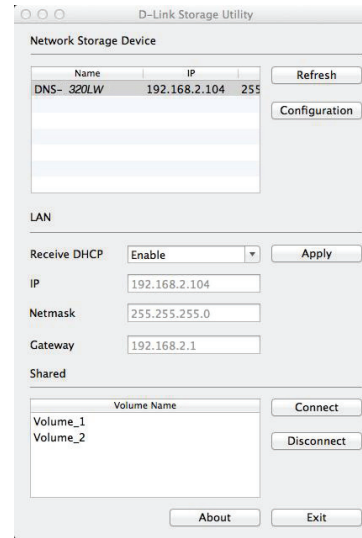 D-Link Storage Utility
Network Storage Device
Name IP
Refresh
DNS- 320LW 192.168.2.104 255
Configuration
LAN
Receive DHCP Enable Apply
IP 192.168.2.104
Netmask 255.255.255.0
Gateway 192.168.2.1
Shared
Volume Name
Connect
Volume_1
Volume_2
Disconnect
About Exit